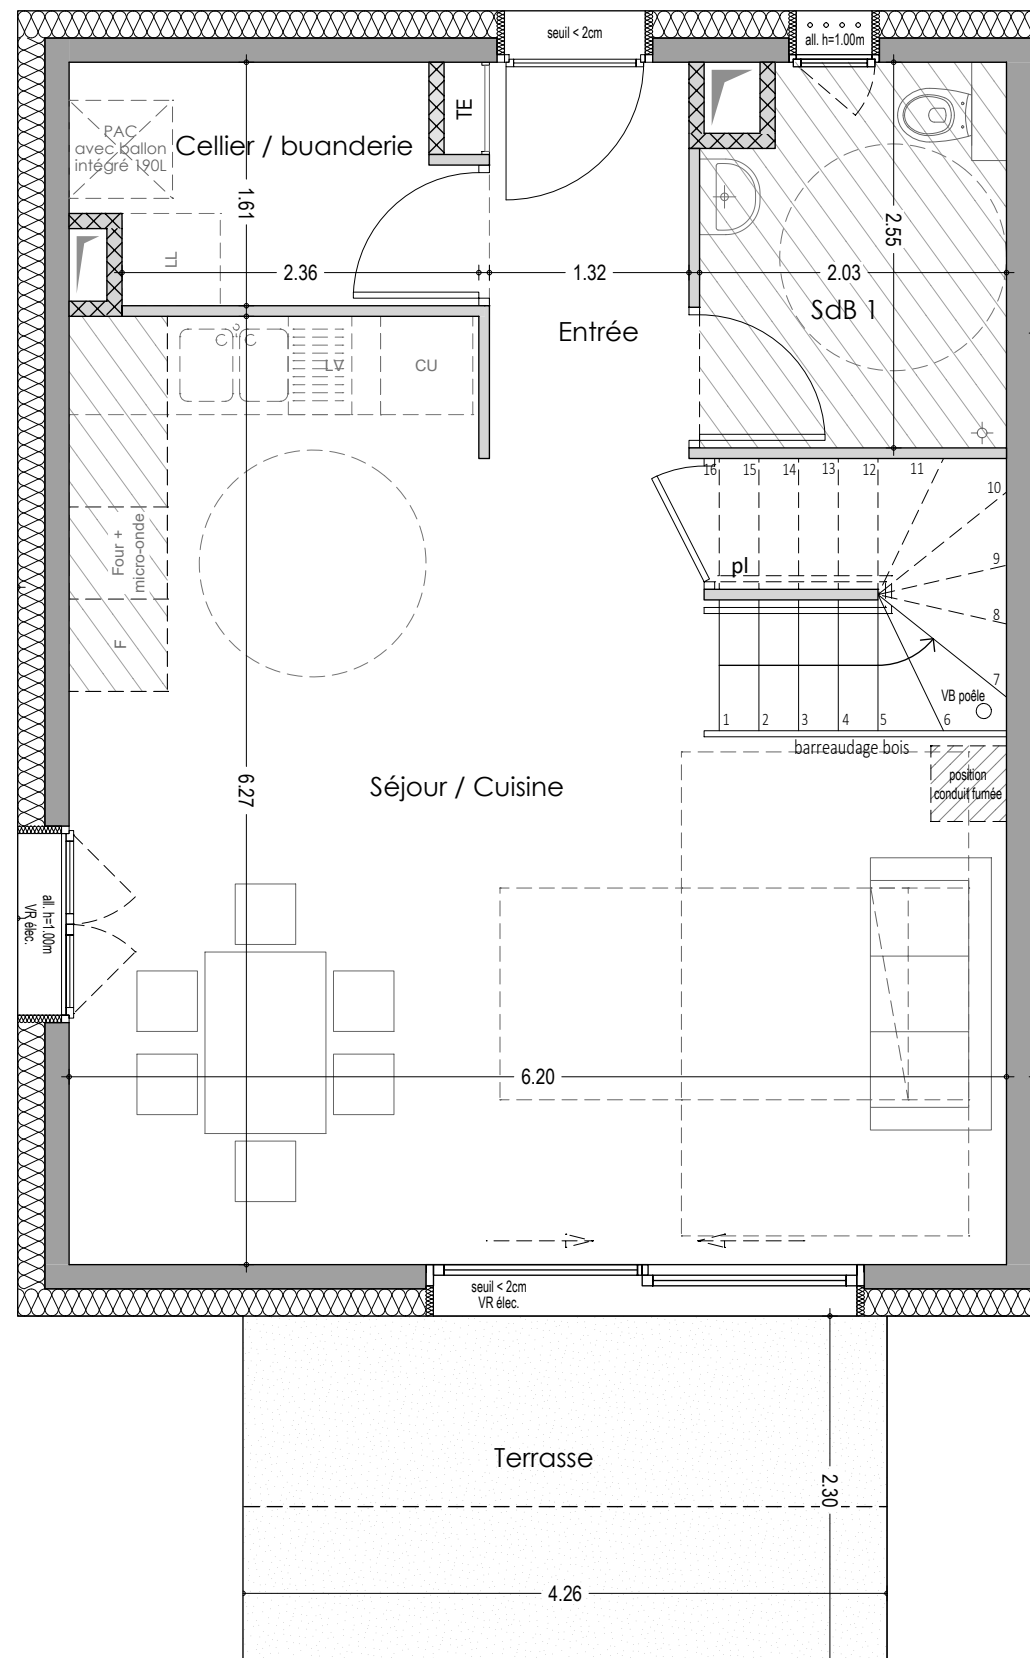 seuil < 2cm
all. h=1.00m
TE
PAC
avec ballon
intégré 190L
Cellier / buanderie
1.61
2.55
LL
2.36
1.32
2.03
SdB 1
Entrée
C C
LV
CU
16
15
14
13
12
11
10
9
8
7
pl
Four +
micro-onde
F
VB poêle
1
2
3
4
5
6
barreaudage bois
position
conduit fumée
6.27
Séjour / Cuisine
all. h=1.00m
VR élec.
6.20
seuil < 2cm
VR élec.
Terrasse
2.30
4.26